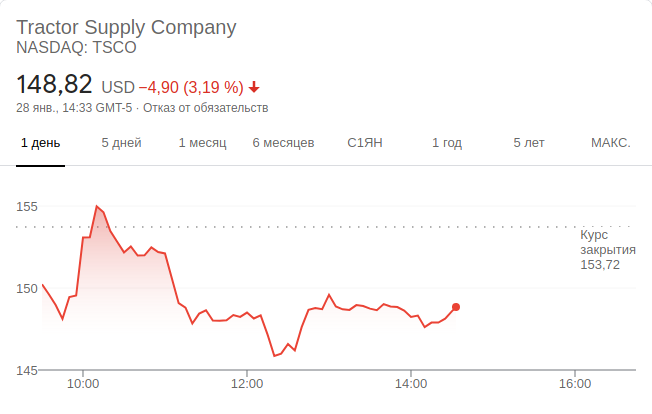 Tractor Supply Company
NASDAQ: TSCO
148,82 USD −4,90 (3,19 %)
28 янв., 14:33 GMT-5 · Отказ от обязательств
1 день 5 дней 1 месяц 6 месяцев С1ЯН 1 год 5 лет МАКС.
155
Курс
закрытия
153,72
150
145
10:00 12:00 14:00 16:00